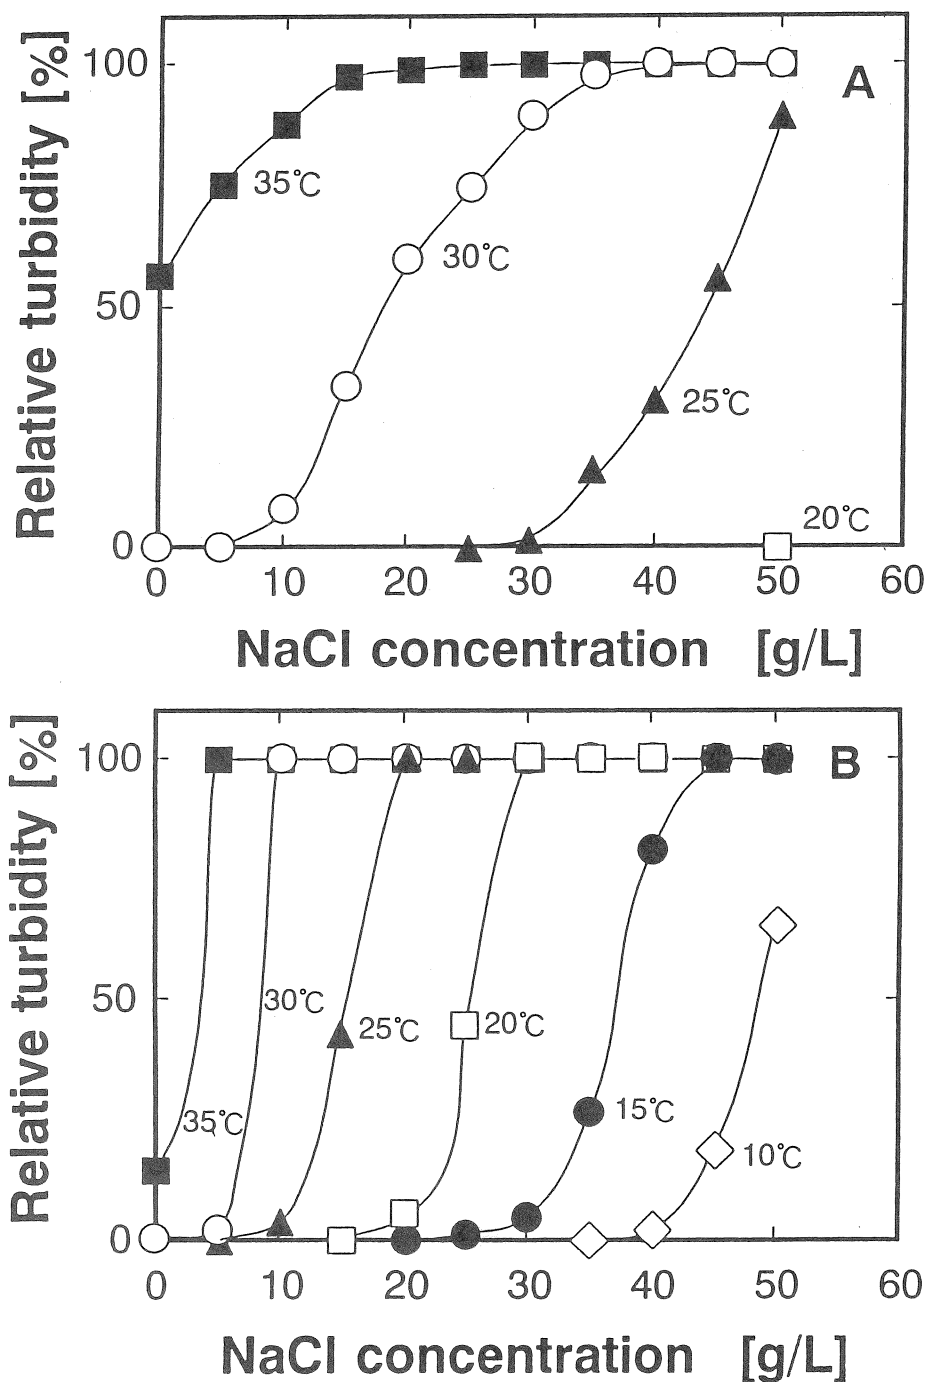 Relative turbidity [%]
100
50
0
A
35°C
30°C
25°C
20°C
0 10 20 30 40 50 60
NaCl concentration [g/L]
Relative turbidity [%]
100
50
0
B
30°C
25°C
20°C
35°C
15°C
10°C
0 10 20 30 40 50 60
NaCl concentration [g/L]